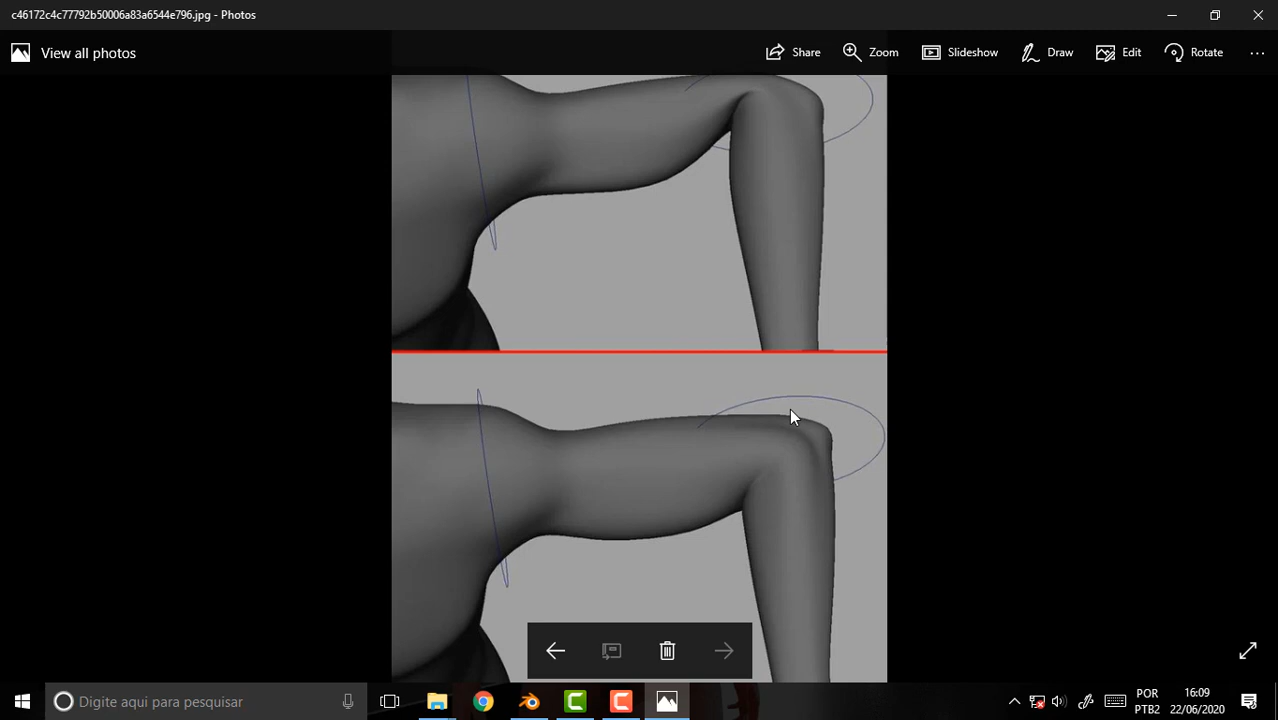 c46172c4c77792b50006a83a6544e796.jpg - Photos
View all photos
Share
Zoom
Slideshow
Draw
Edit
Rotate
Digite aqui para pesquisar
POR
PTB2
16:09
22/06/2020